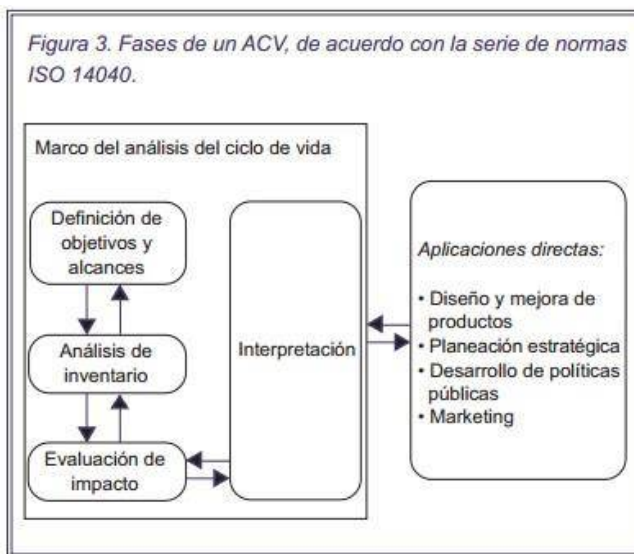 Figura 3. Fases de un ACV, de acuerdo con la serie de normas
ISO 14040.
Marco del análisis del ciclo de vida
Definición de
objetivos y
alcances
Análisis de
inventario
Evaluación de
impacto
Interpretación
Aplicaciones directas:
• Diseño y mejora de
productos
• Planeación estratégica
• Desarrollo de políticas
públicas
• Marketing